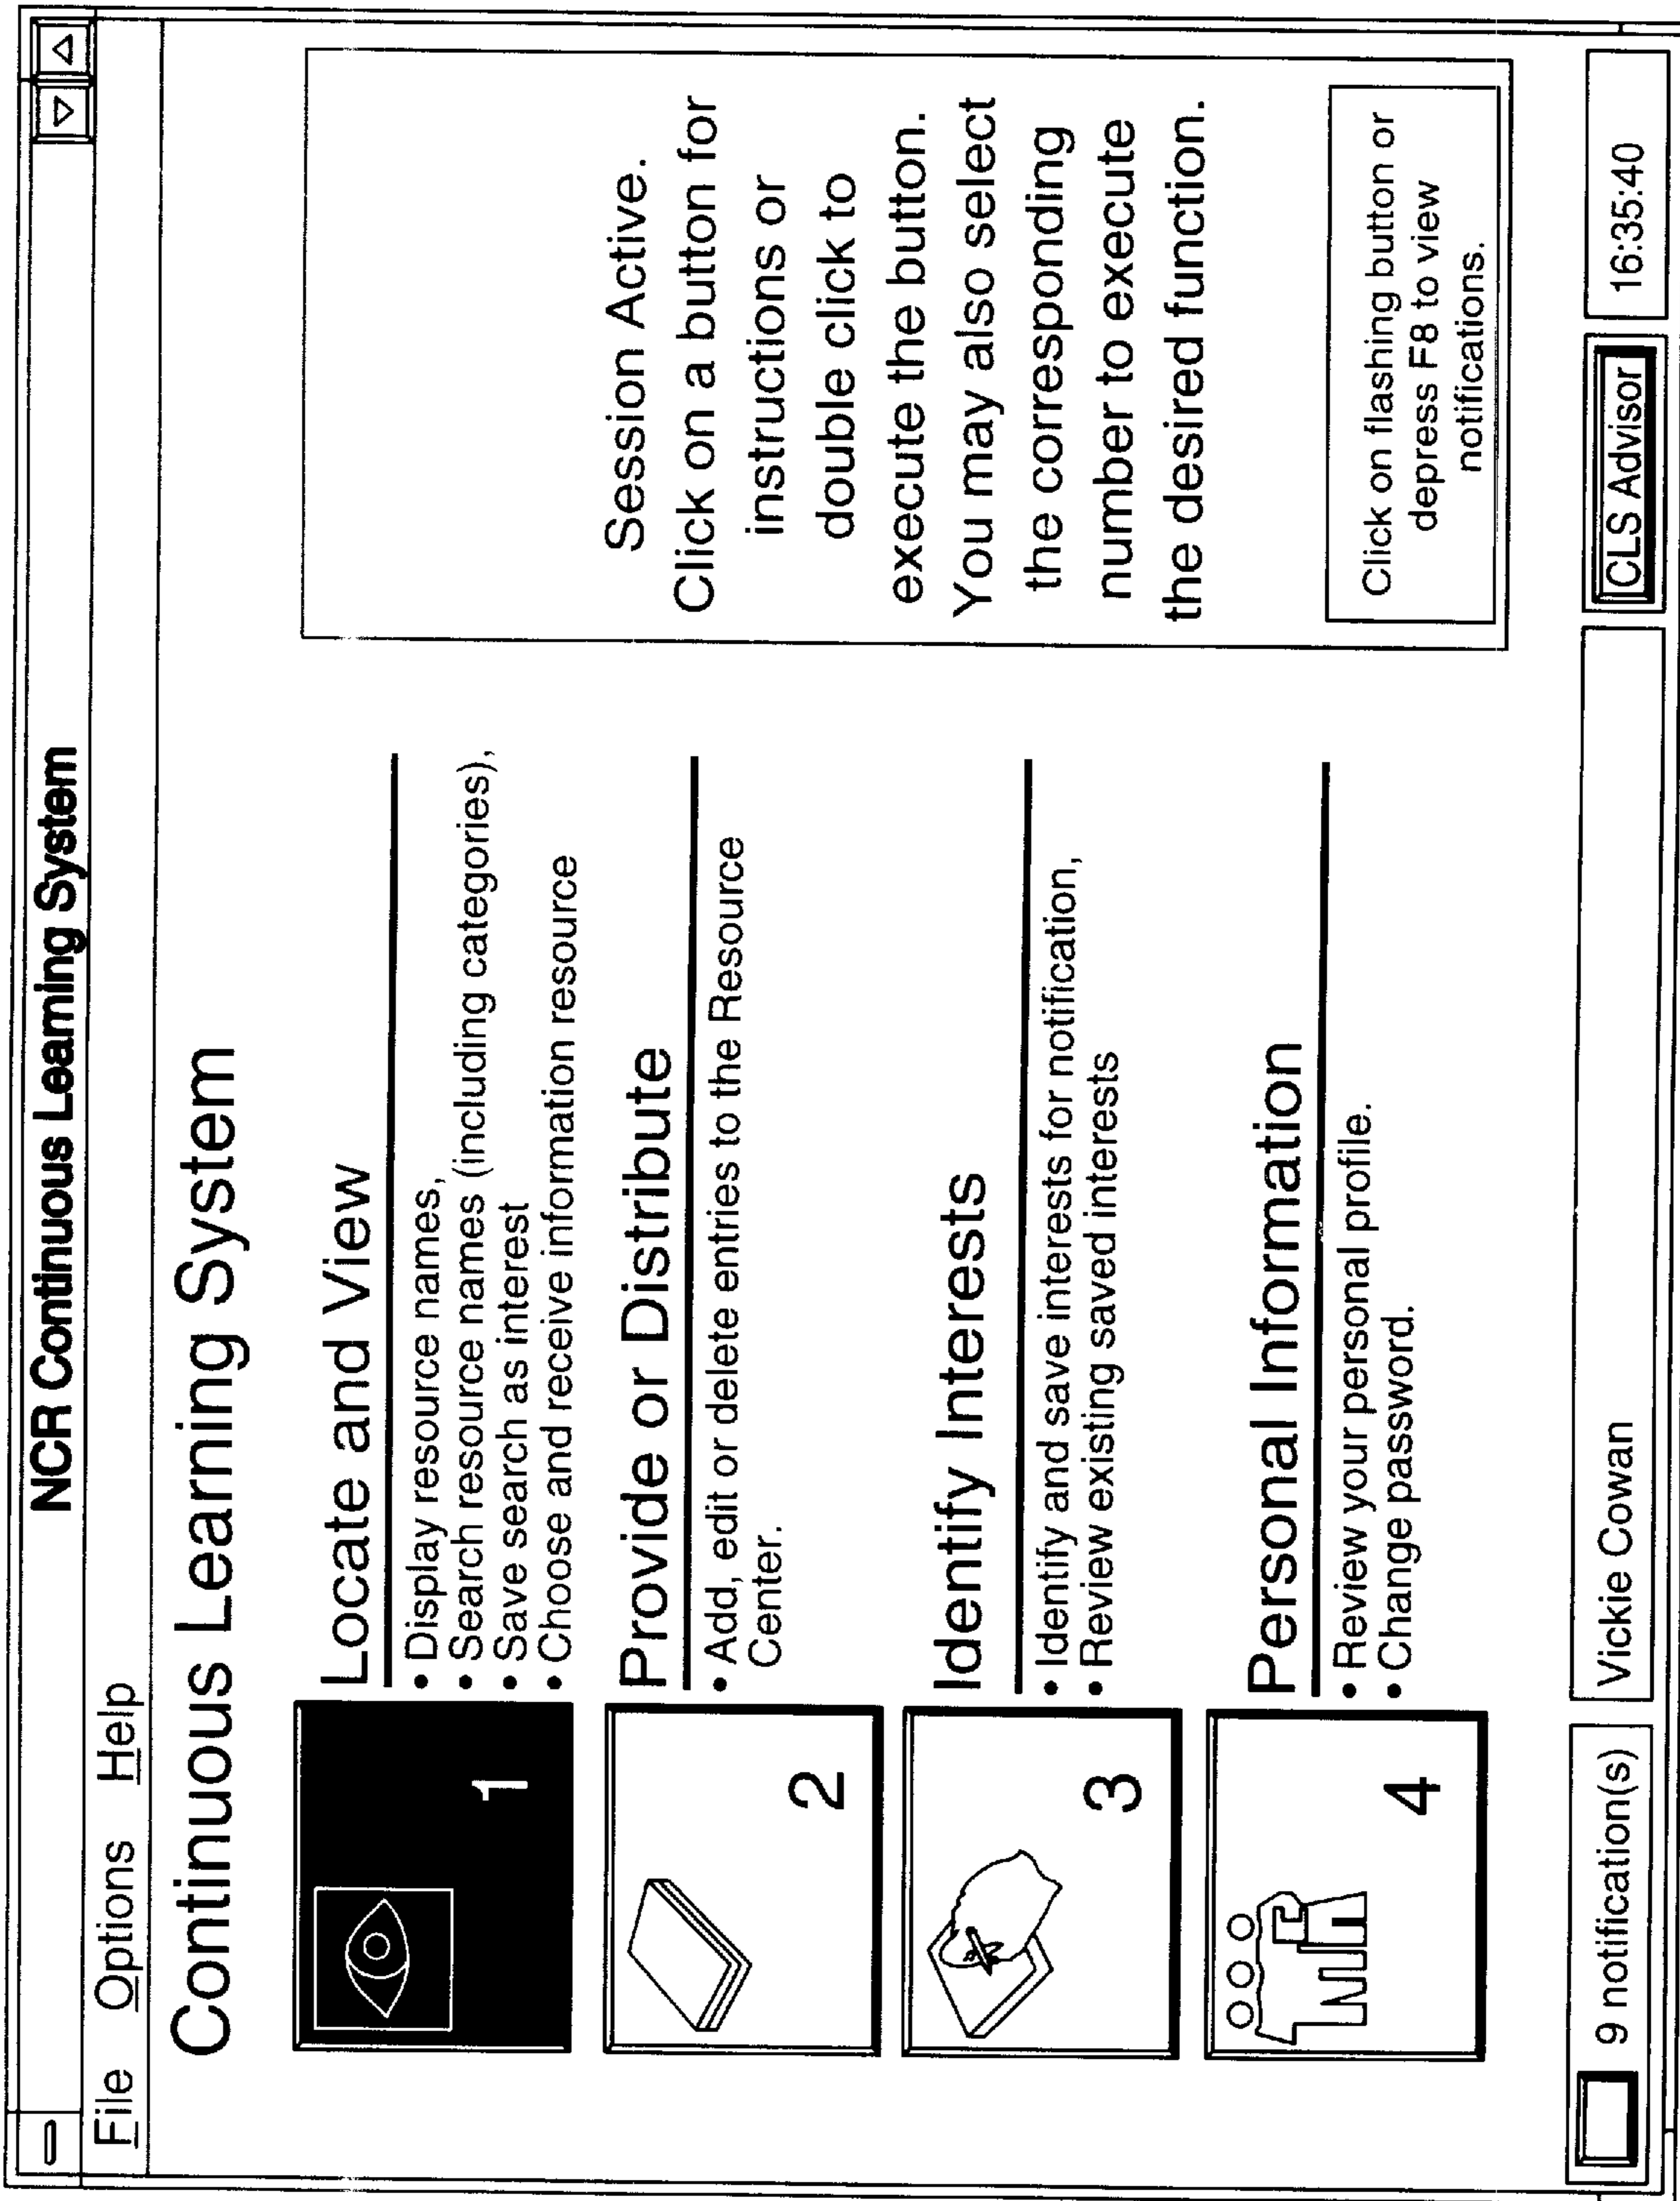 NCR Continuous Learning System
File Options Help
Continuous Learning System
1
Locate and View
• Display resource names,
• Search resource names (including categories),
• Save search as interest
• Choose and receive information resource
2
Provide or Distribute
• Add, edit or delete entries to the Resource
Center.
3
Identify Interests
• Identify and save interests for notification,
• Review existing saved interests
4
Personal Information
• Review your personal profile.
• Change password.
Session Active.
Click on a button for
instructions or
double click to
execute the button.
You may also select
the corresponding
number to execute
the desired function.
Click on flashing button or
depress F8 to view
notifications.
9 notification(s)
Vickie Cowan
CLS Advisor
16:35:40